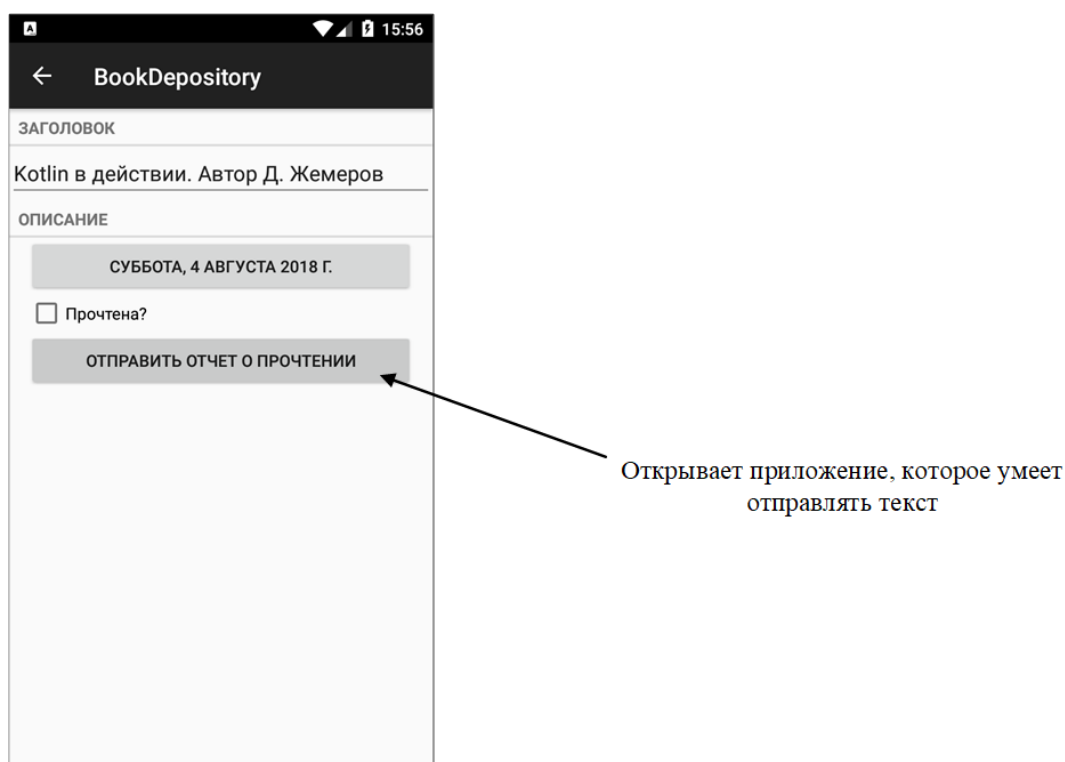 15:56
BookDepository
ЗАГОЛОВОК
Kotlin в действии. Автор Д. Жемеров
ОПИСАНИЕ
СУББОТА, 4 АВГУСТА 2018 Г.
Прочтена?
ОТПРАВИТЬ ОТЧЕТ О ПРОЧТЕНИИ
Открывает приложение, которое умеет
отправлять текст